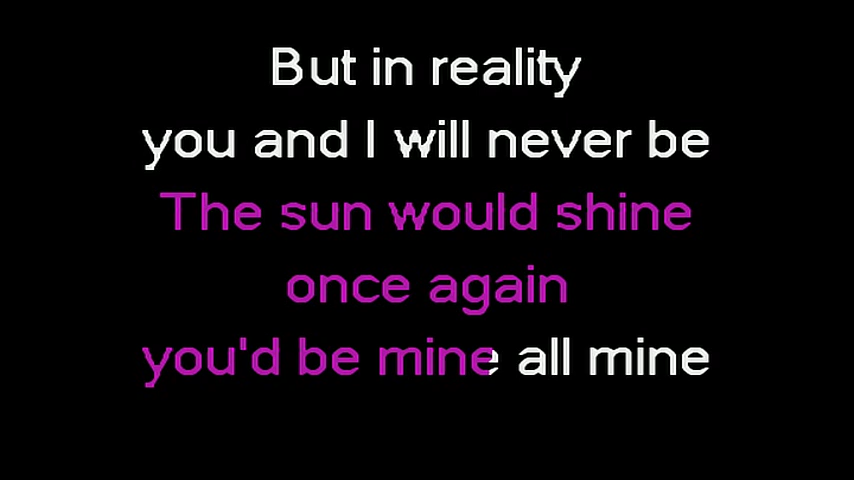 But in reality
you and I will never be
The sun would shine
once again
you'd be mine all mine